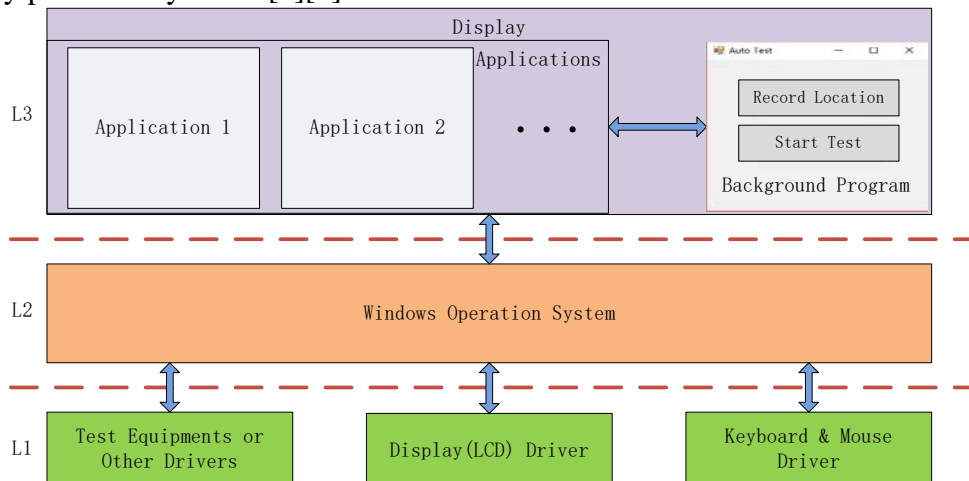 Display
Applications
Application 1
Application 2
• • •
L3
Auto Test
Record Location
Start Test
Background Program
L2
Windows Operation System
L1
Test Equipments or
Other Drivers
Display(LCD) Driver
Keyboard & Mouse
Driver